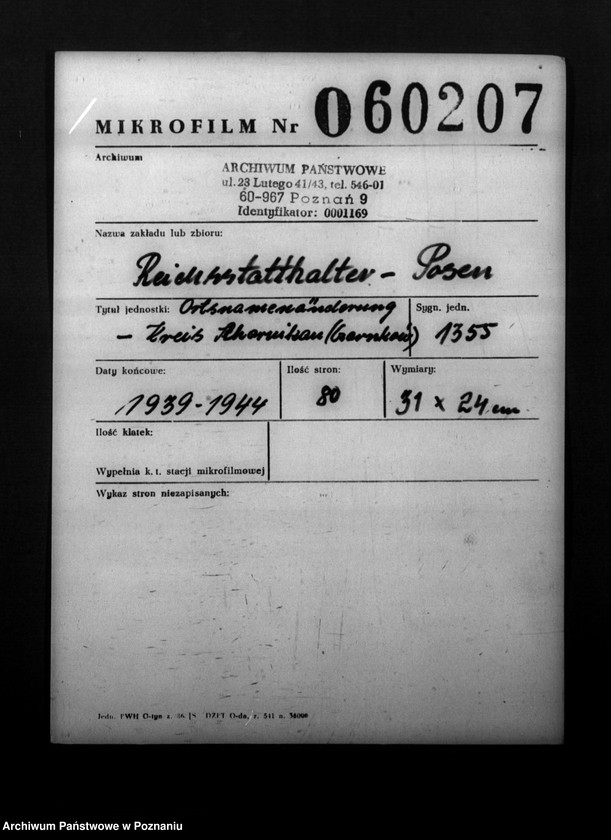 MIKROFILM Nr 060207
Archiwum
ARCHIWUM PAŃSTWOWE
ul. 23 Lutego 41/43, tel. 546-01
60-967 Poznań 9
Identyfikator: 0001169
Nazwa zakładu lub zbioru:
Reichsstatthalter - Posen
Tytuł jednostki: Ortsnamenänderung
- Kreis Scharnikau (Czarnków)
Sygn. jedn.
1355
Daty końcowe:
1939-1944
Ilość stron:
80
Wymiary:
31 x 24 cm
Ilość klatek:
Wypełnia k. t. stacji mikrofilmowej
Wykaz stron niezapisanych:
Archiwum Państwowe w Poznaniu